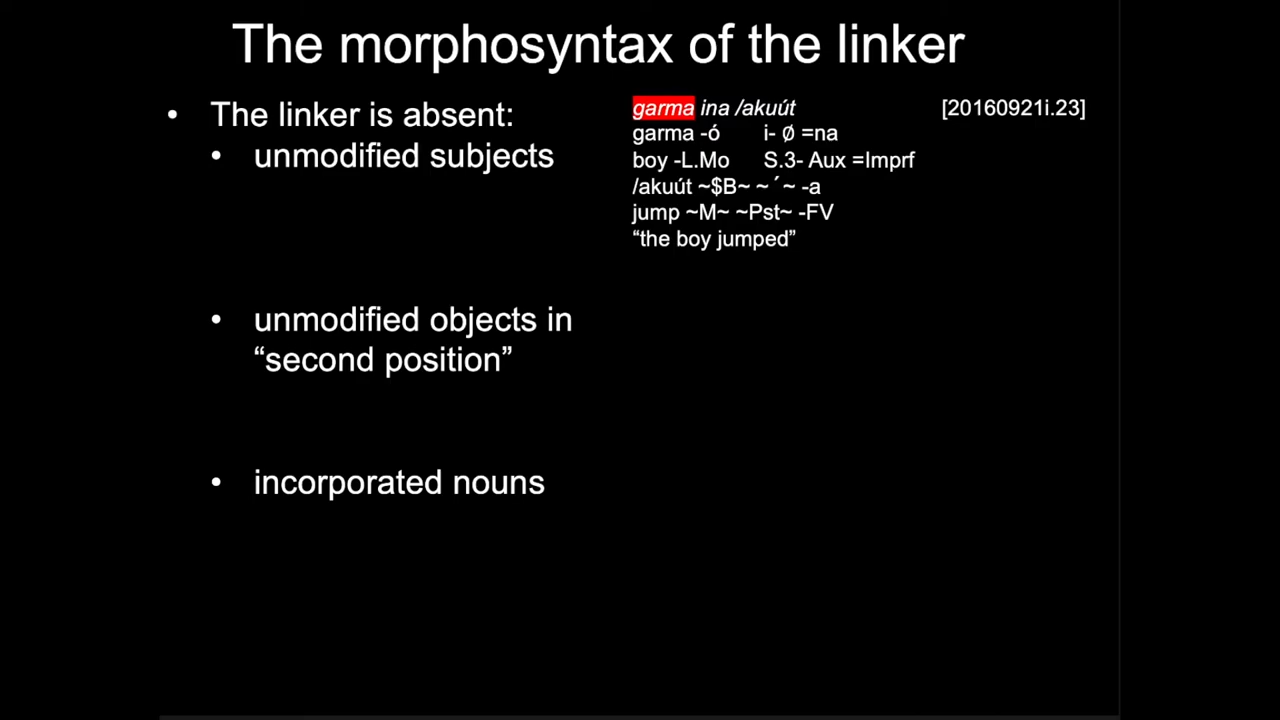 The morphosyntax of the linker
• The linker is absent:
• unmodified subjects
garma ina /akuút [20160921i.23]
garma -ó i- ∅ =na
boy -L.Mo S.3- Aux =Imprf
/akuút ~$B~ ~´~ -a
jump ~M~ ~Pst~ -FV
“the boy jumped”
• unmodified objects in
“second position”
• incorporated nouns